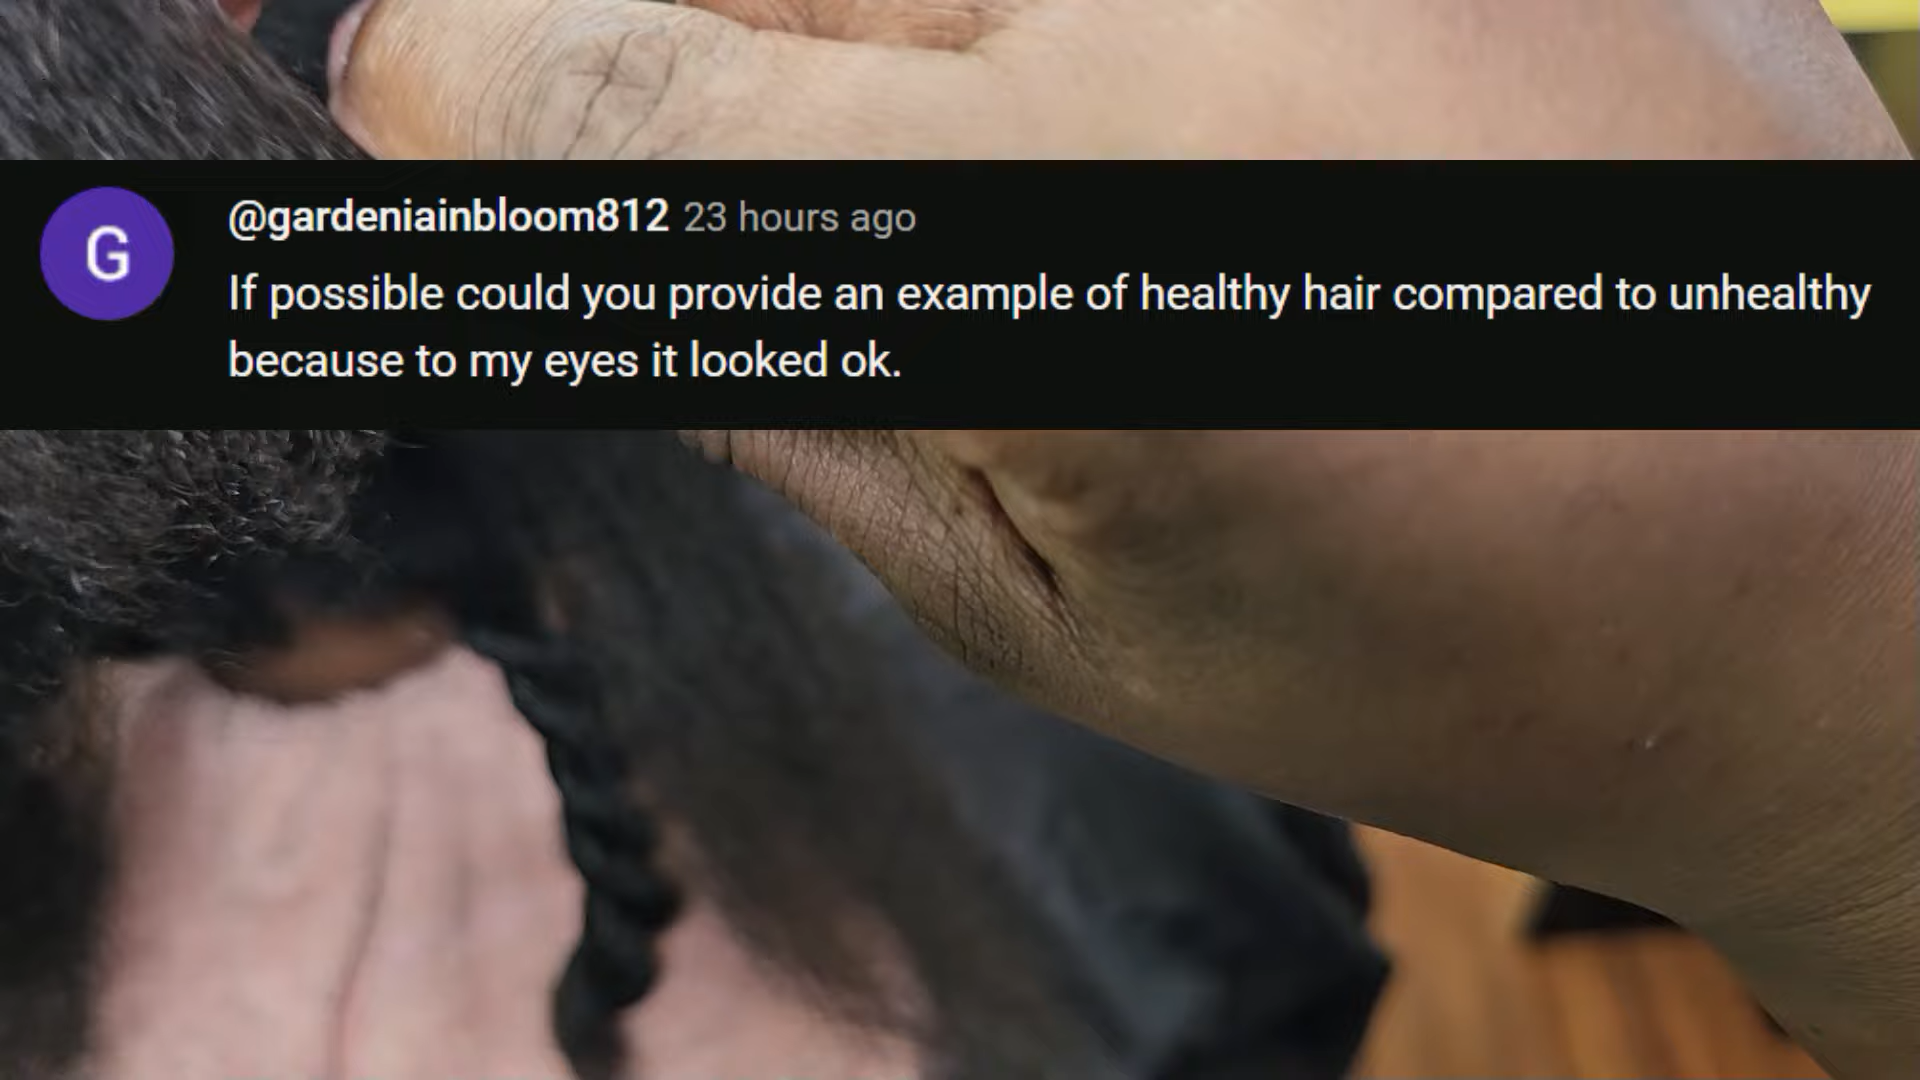 G
@gardeniainbloom812 23 hours ago
If possible could you provide an example of healthy hair compared to unhealthy
because to my eyes it looked ok.